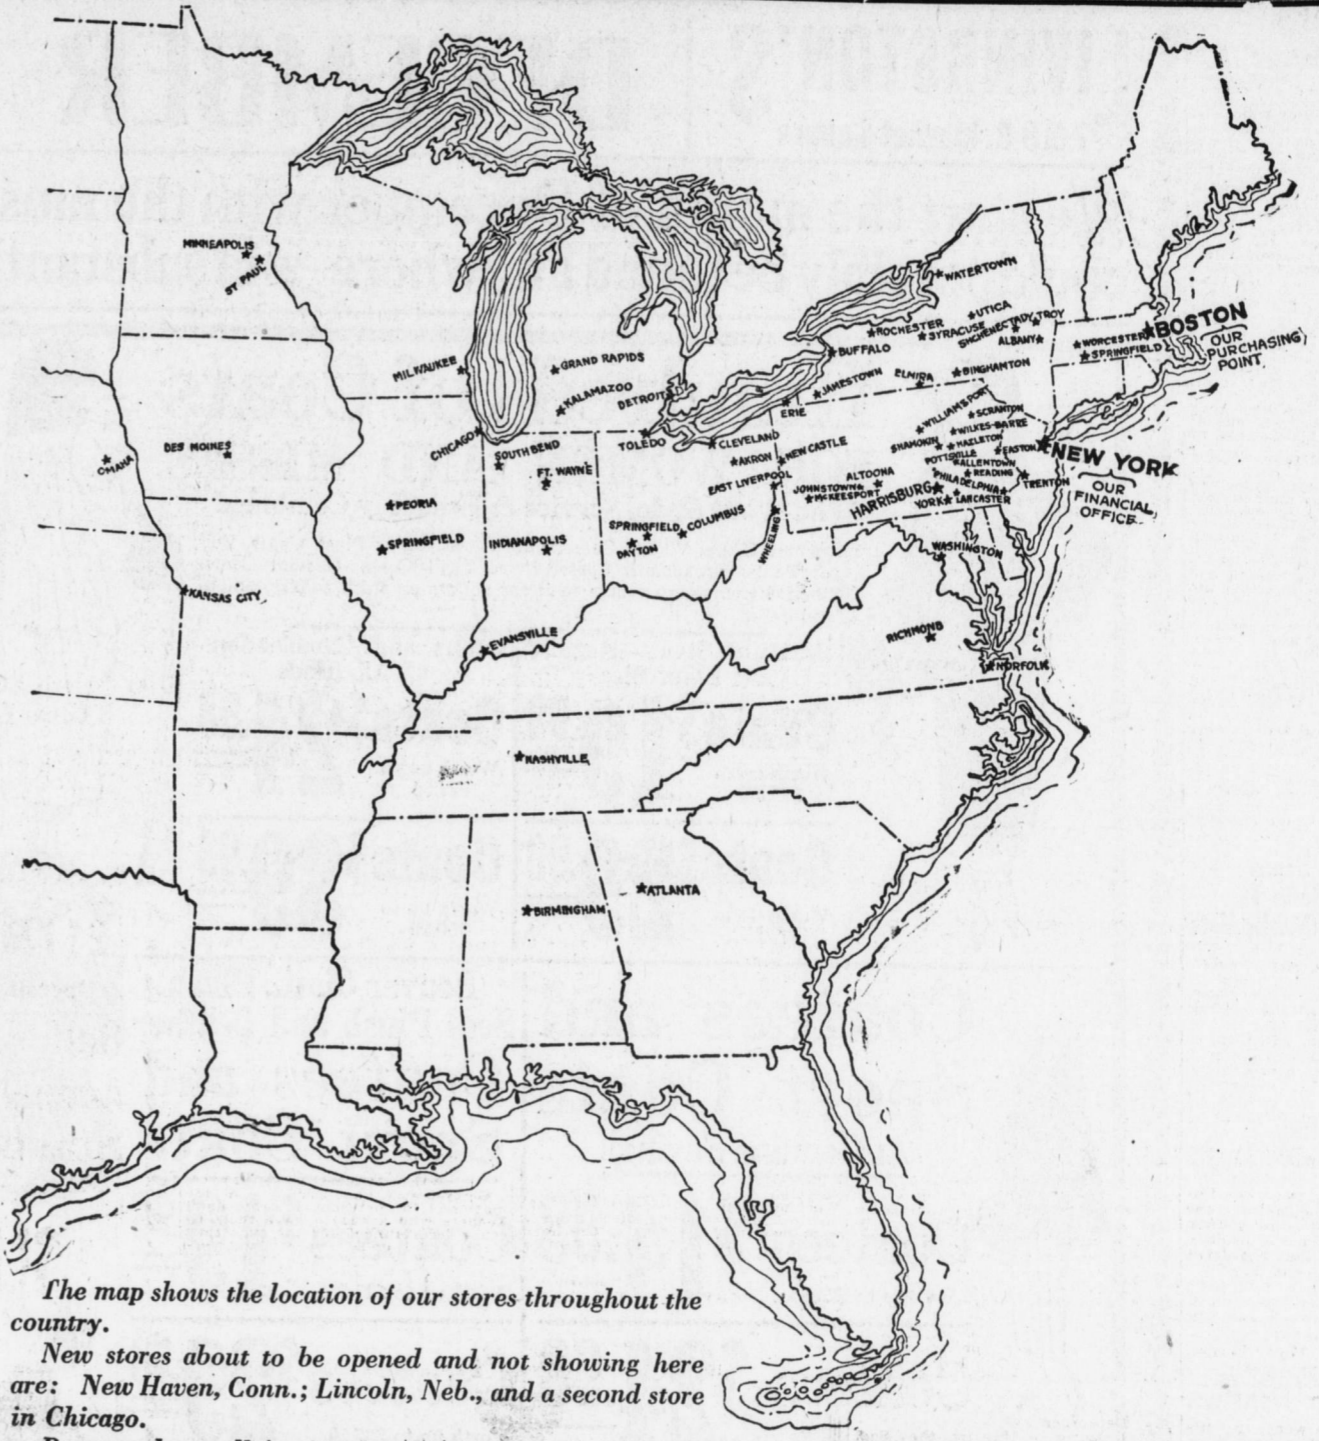 MINNEAPOLIS
ST PAUL
WATERTOWN
UTICA
ROCHESTER
SYRACUSE
SHCHENECTADY
TROY
ALBANY
BOSTON
WORCESTER
SPRINGFIELD
OUR
PURCHASING
POINT
BUFFALO
MILWAUKEE
GRAND RAPIDS
JAMESTOWN
ELMIRA
BINGHAMTON
KALAMAZOO
DETROIT
ERIE
WILLIAMSPORT
SCRANTON
WILKES-BARRE
CHICAGO
SOUTH BEND
TOLEDO
CLEVELAND
NEW CASTLE
SHAMOKIN
HAZLETON
EASTON
NEW YORK
OUR
FINANCIAL
OFFICE
OMAHA
DES MOINES
AKRON
POTTSVILLE
ALLENTOWN
FT. WAYNE
EAST LIVERPOOL
ALTOONA
READING
PHILADELPHIA
TRENTON
JOHNSTOWN
MCKEESPORT
HARRISBURG
YORK
LANCASTER
PEORIA
SPRINGFIELD
COLUMBUS
WHEELING
SPRINGFIELD
INDIANAPOLIS
DAYTON
WASHINGTON
KANSAS CITY
EVANSVILLE
RICHMOND
NORFOLK
NASHVILLE
ATLANTA
BIRMINGHAM
The map shows the location of our stores throughout the
country.
New stores about to be opened and not showing here
are: New Haven, Conn.; Lincoln, Neb., and a second store
in Chicago.